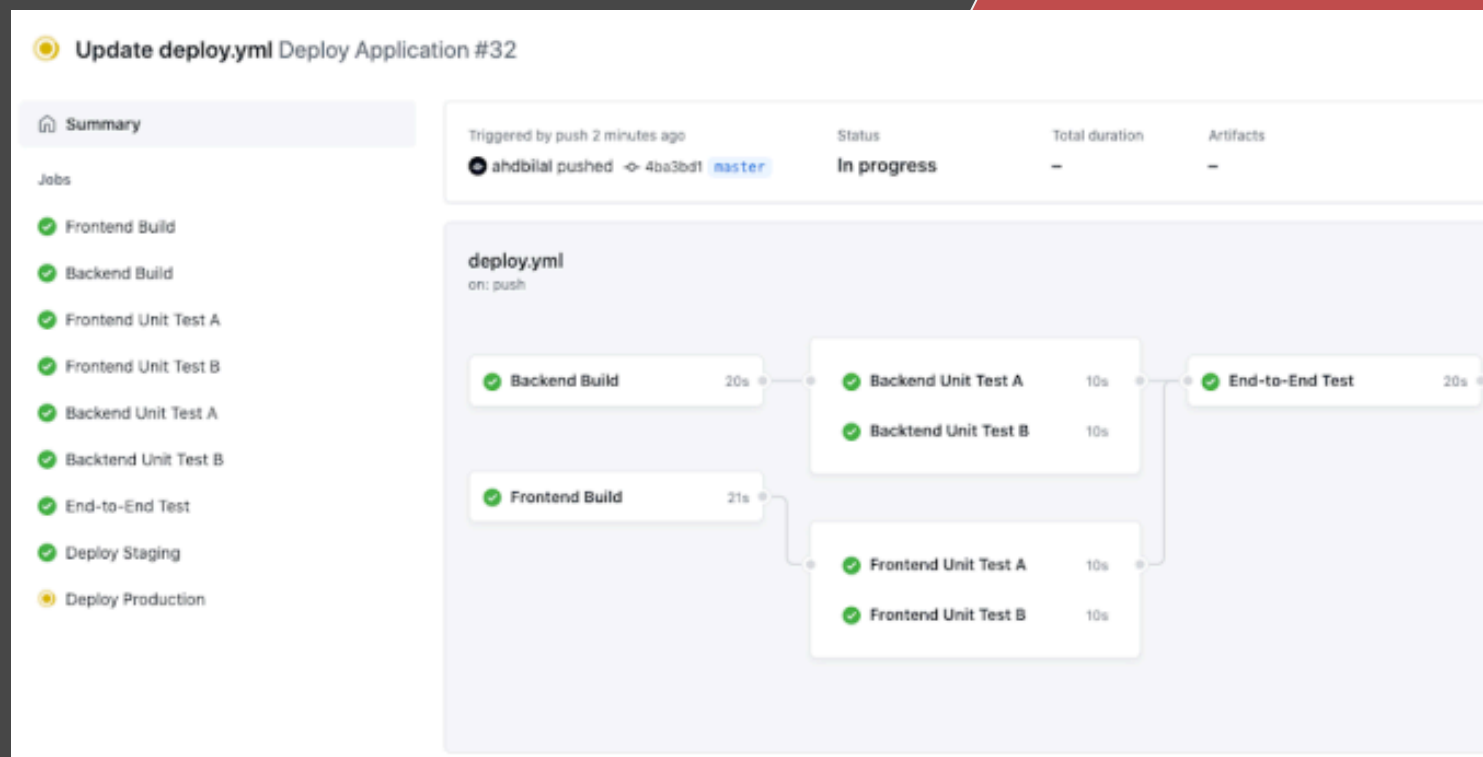 Update deploy.yml Deploy Application #32
Summary
Jobs
Frontend Build
Backend Build
Frontend Unit Test A
Frontend Unit Test B
Backend Unit Test A
Backtend Unit Test B
End-to-End Test
Deploy Staging
Deploy Production
Triggered by push 2 minutes ago
ahdbilal pushed 4ba3bd1 master
Status
In progress
Total duration
–
Artifacts
–
deploy.yml
on: push
Backend Build 20s
Frontend Build 21s
Backend Unit Test A 10s
Backtend Unit Test B 10s
Frontend Unit Test A 10s
Frontend Unit Test B 10s
End-to-End Test 20s